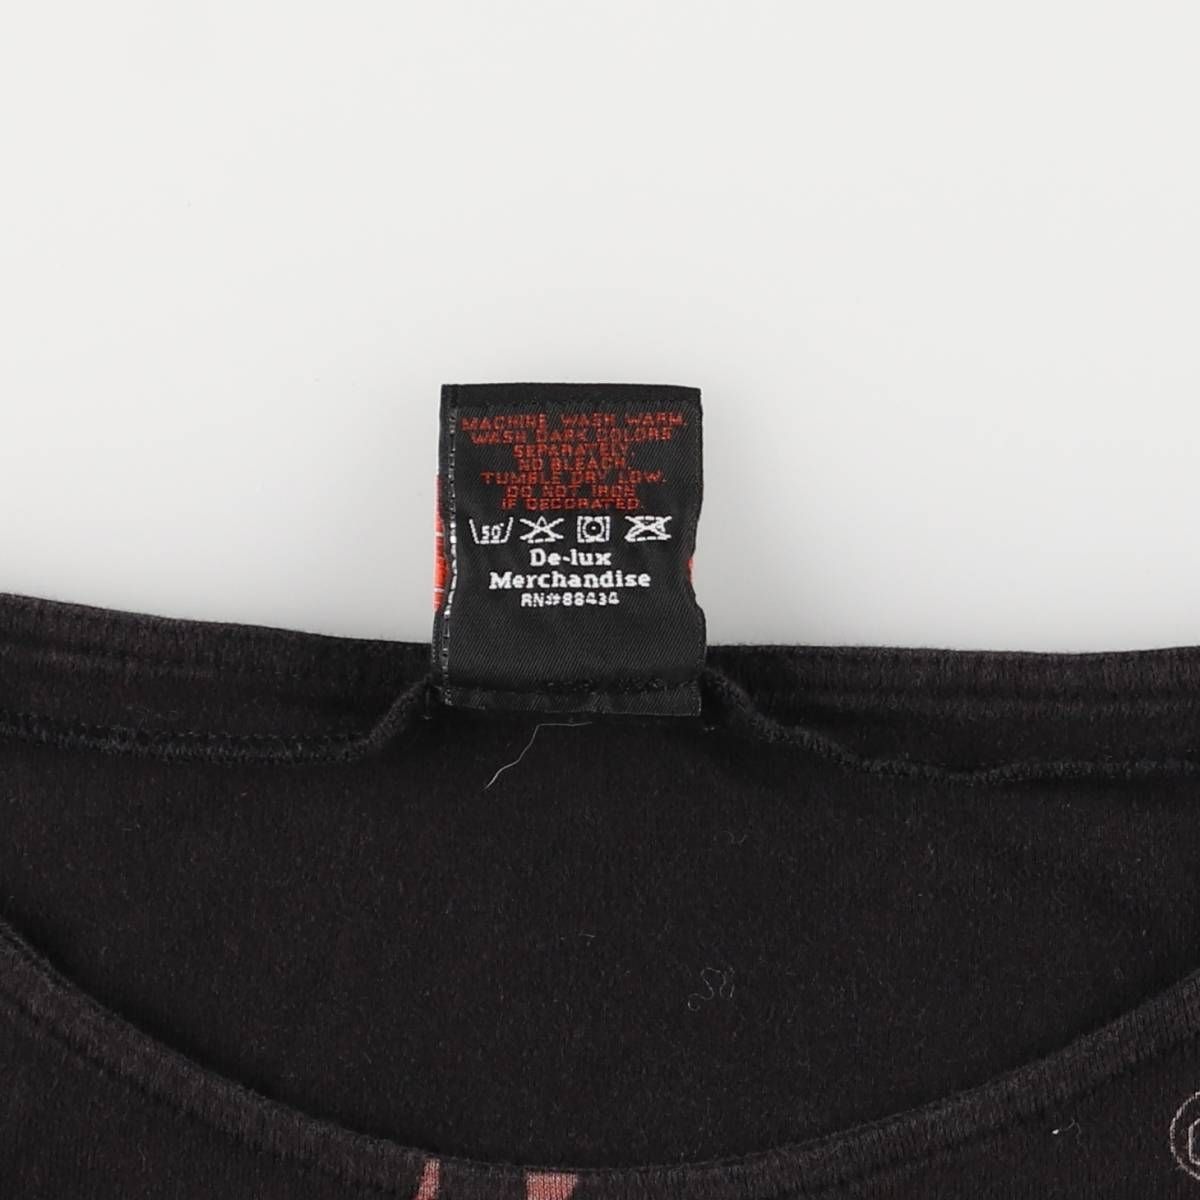 MACHINE WASH WARM.
WASH DARK COLORS
SEPARATELY.
NO BLEACH.
TUMBLE DRY LOW.
DO NOT IRON
IF DECORATED.
50°
De-lux
Merchandise
RN#88434